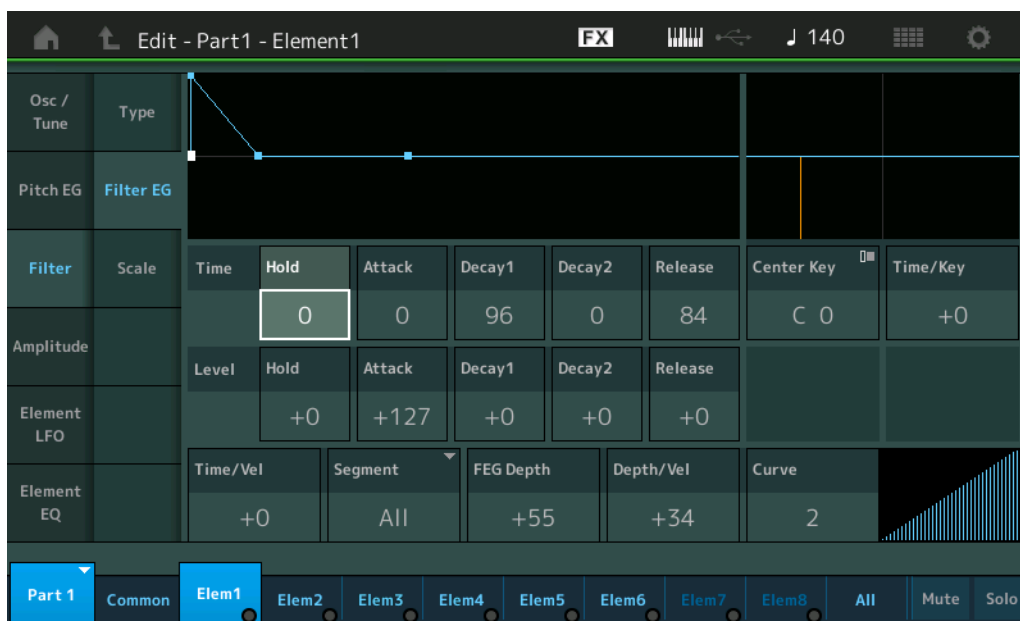 Edit - Part1 - Element1
FX
♩ 140
Osc /
Tune
Type
Pitch EG
Filter EG
Filter
Scale
Time
Hold
Attack
Decay1
Decay2
Release
Center Key
Time/Key
0
0
96
0
84
C 0
+0
Amplitude
Level
Hold
Attack
Decay1
Decay2
Release
+0
+127
+0
+0
+0
Element
LFO
Time/Vel
Segment
FEG Depth
Depth/Vel
Curve
+0
All
+55
+34
2
Element
EQ
Part 1
Common
Elem1
Elem2
Elem3
Elem4
Elem5
Elem6
Elem7
Elem8
All
Mute
Solo